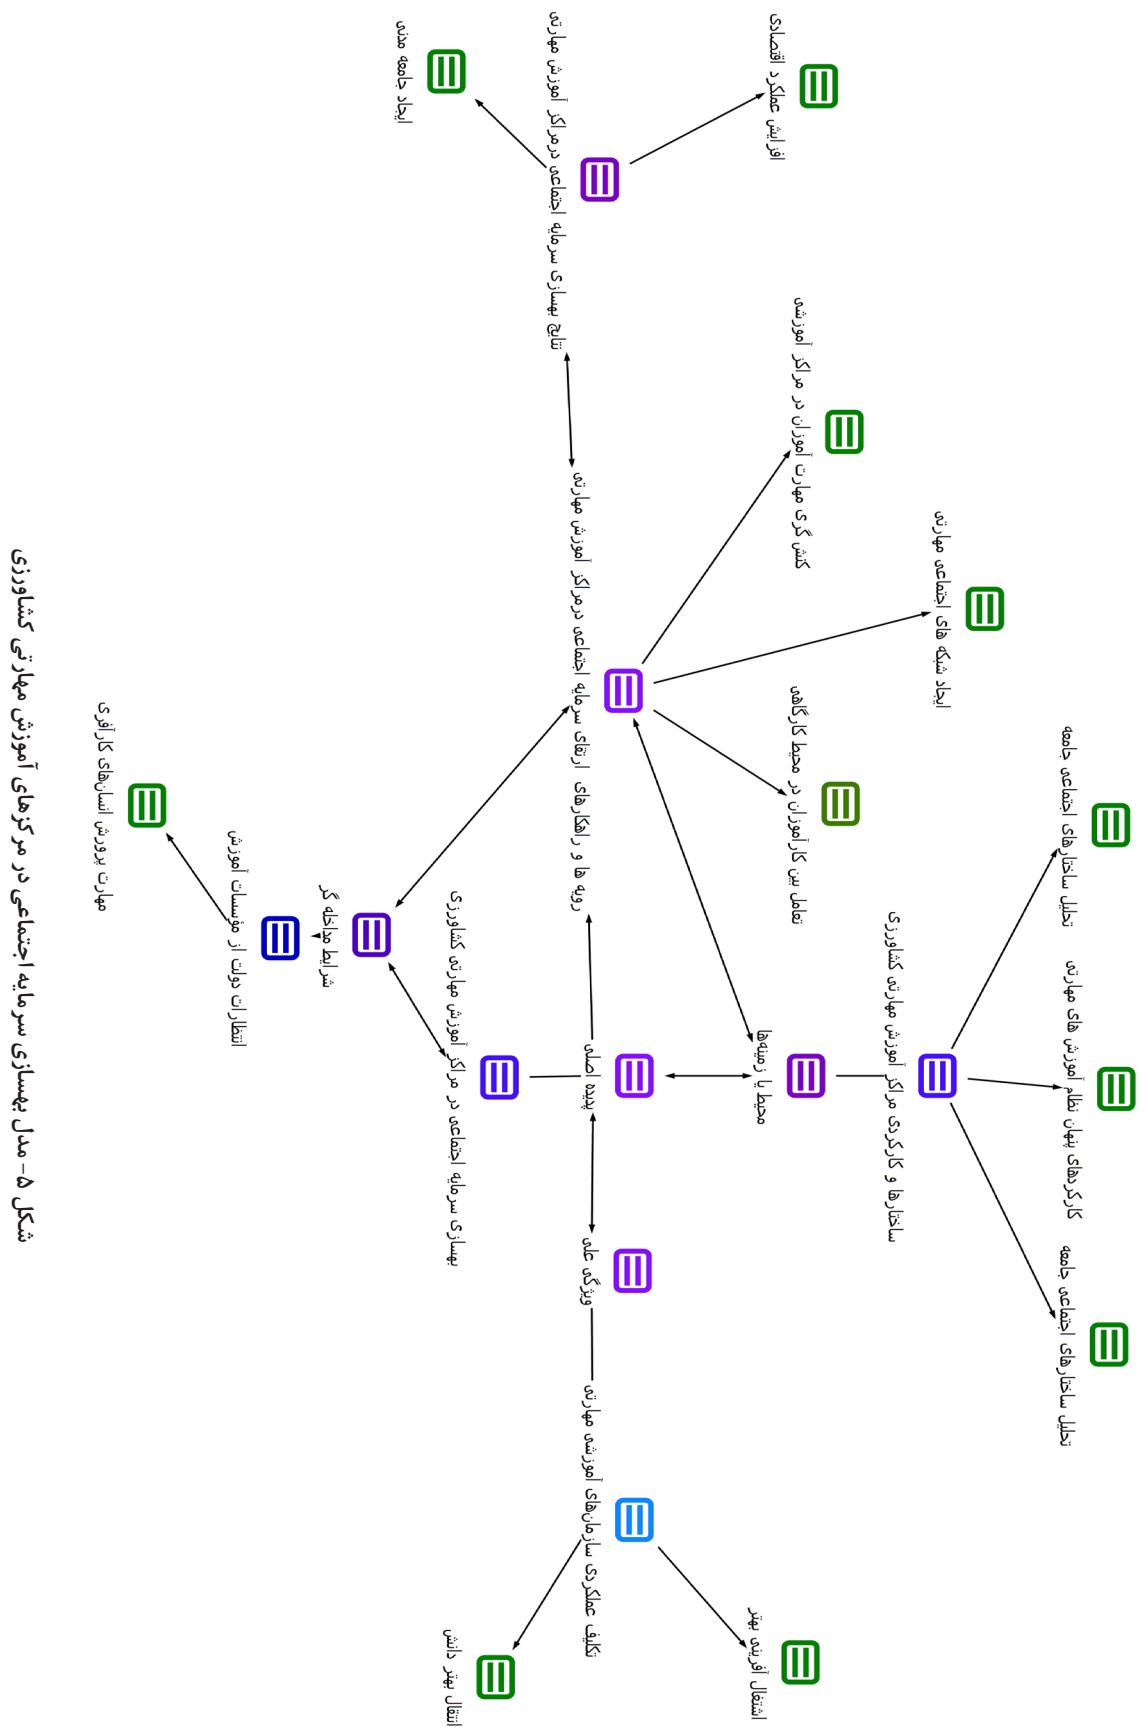 افزایش عملکرد اقتصادی
ایجاد جامعه مدنی
نتایج بهسازی سرمایه اجتماعی درمراکز آموزش مهارتی
کنش گری مهارت آموزان در مراکز آموزشی
ایجاد شبکه های اجتماعی مهارتی
تعامل بین کارآموزان در محیط کارگاهی
رویه ها و راهکارهای ارتقای سرمایه اجتماعی درمراکز آموزش مهارتی
تحلیل ساختارهای اجتماعی جامعه
کارکردهای پنهان نظام آموزش های مهارتی
تحلیل ساختارهای اجتماعی جامعه
ساختارها و کارکردی مراکز آموزش مهارتی کشاورزی
محیط یا زمینه‌ها
پدیده اصلی
بهسازی سرمایه اجتماعی در مراکز آموزش مهارتی کشاورزی
شرایط مداخله گر
انتظارات دولت از مؤسسات آموزش
مهارت پرورش انسان‌های کارآفری
ویژگی علی
تکلیف عملکردی سازمان‌های آموزشی مهارتی
اشتغال آفرینی بهتر
انتقال بهتر دانش
شکل ۵- مدل بهسازی سرمایه اجتماعی در مرکزهای آموزش مهارتی کشاورزی